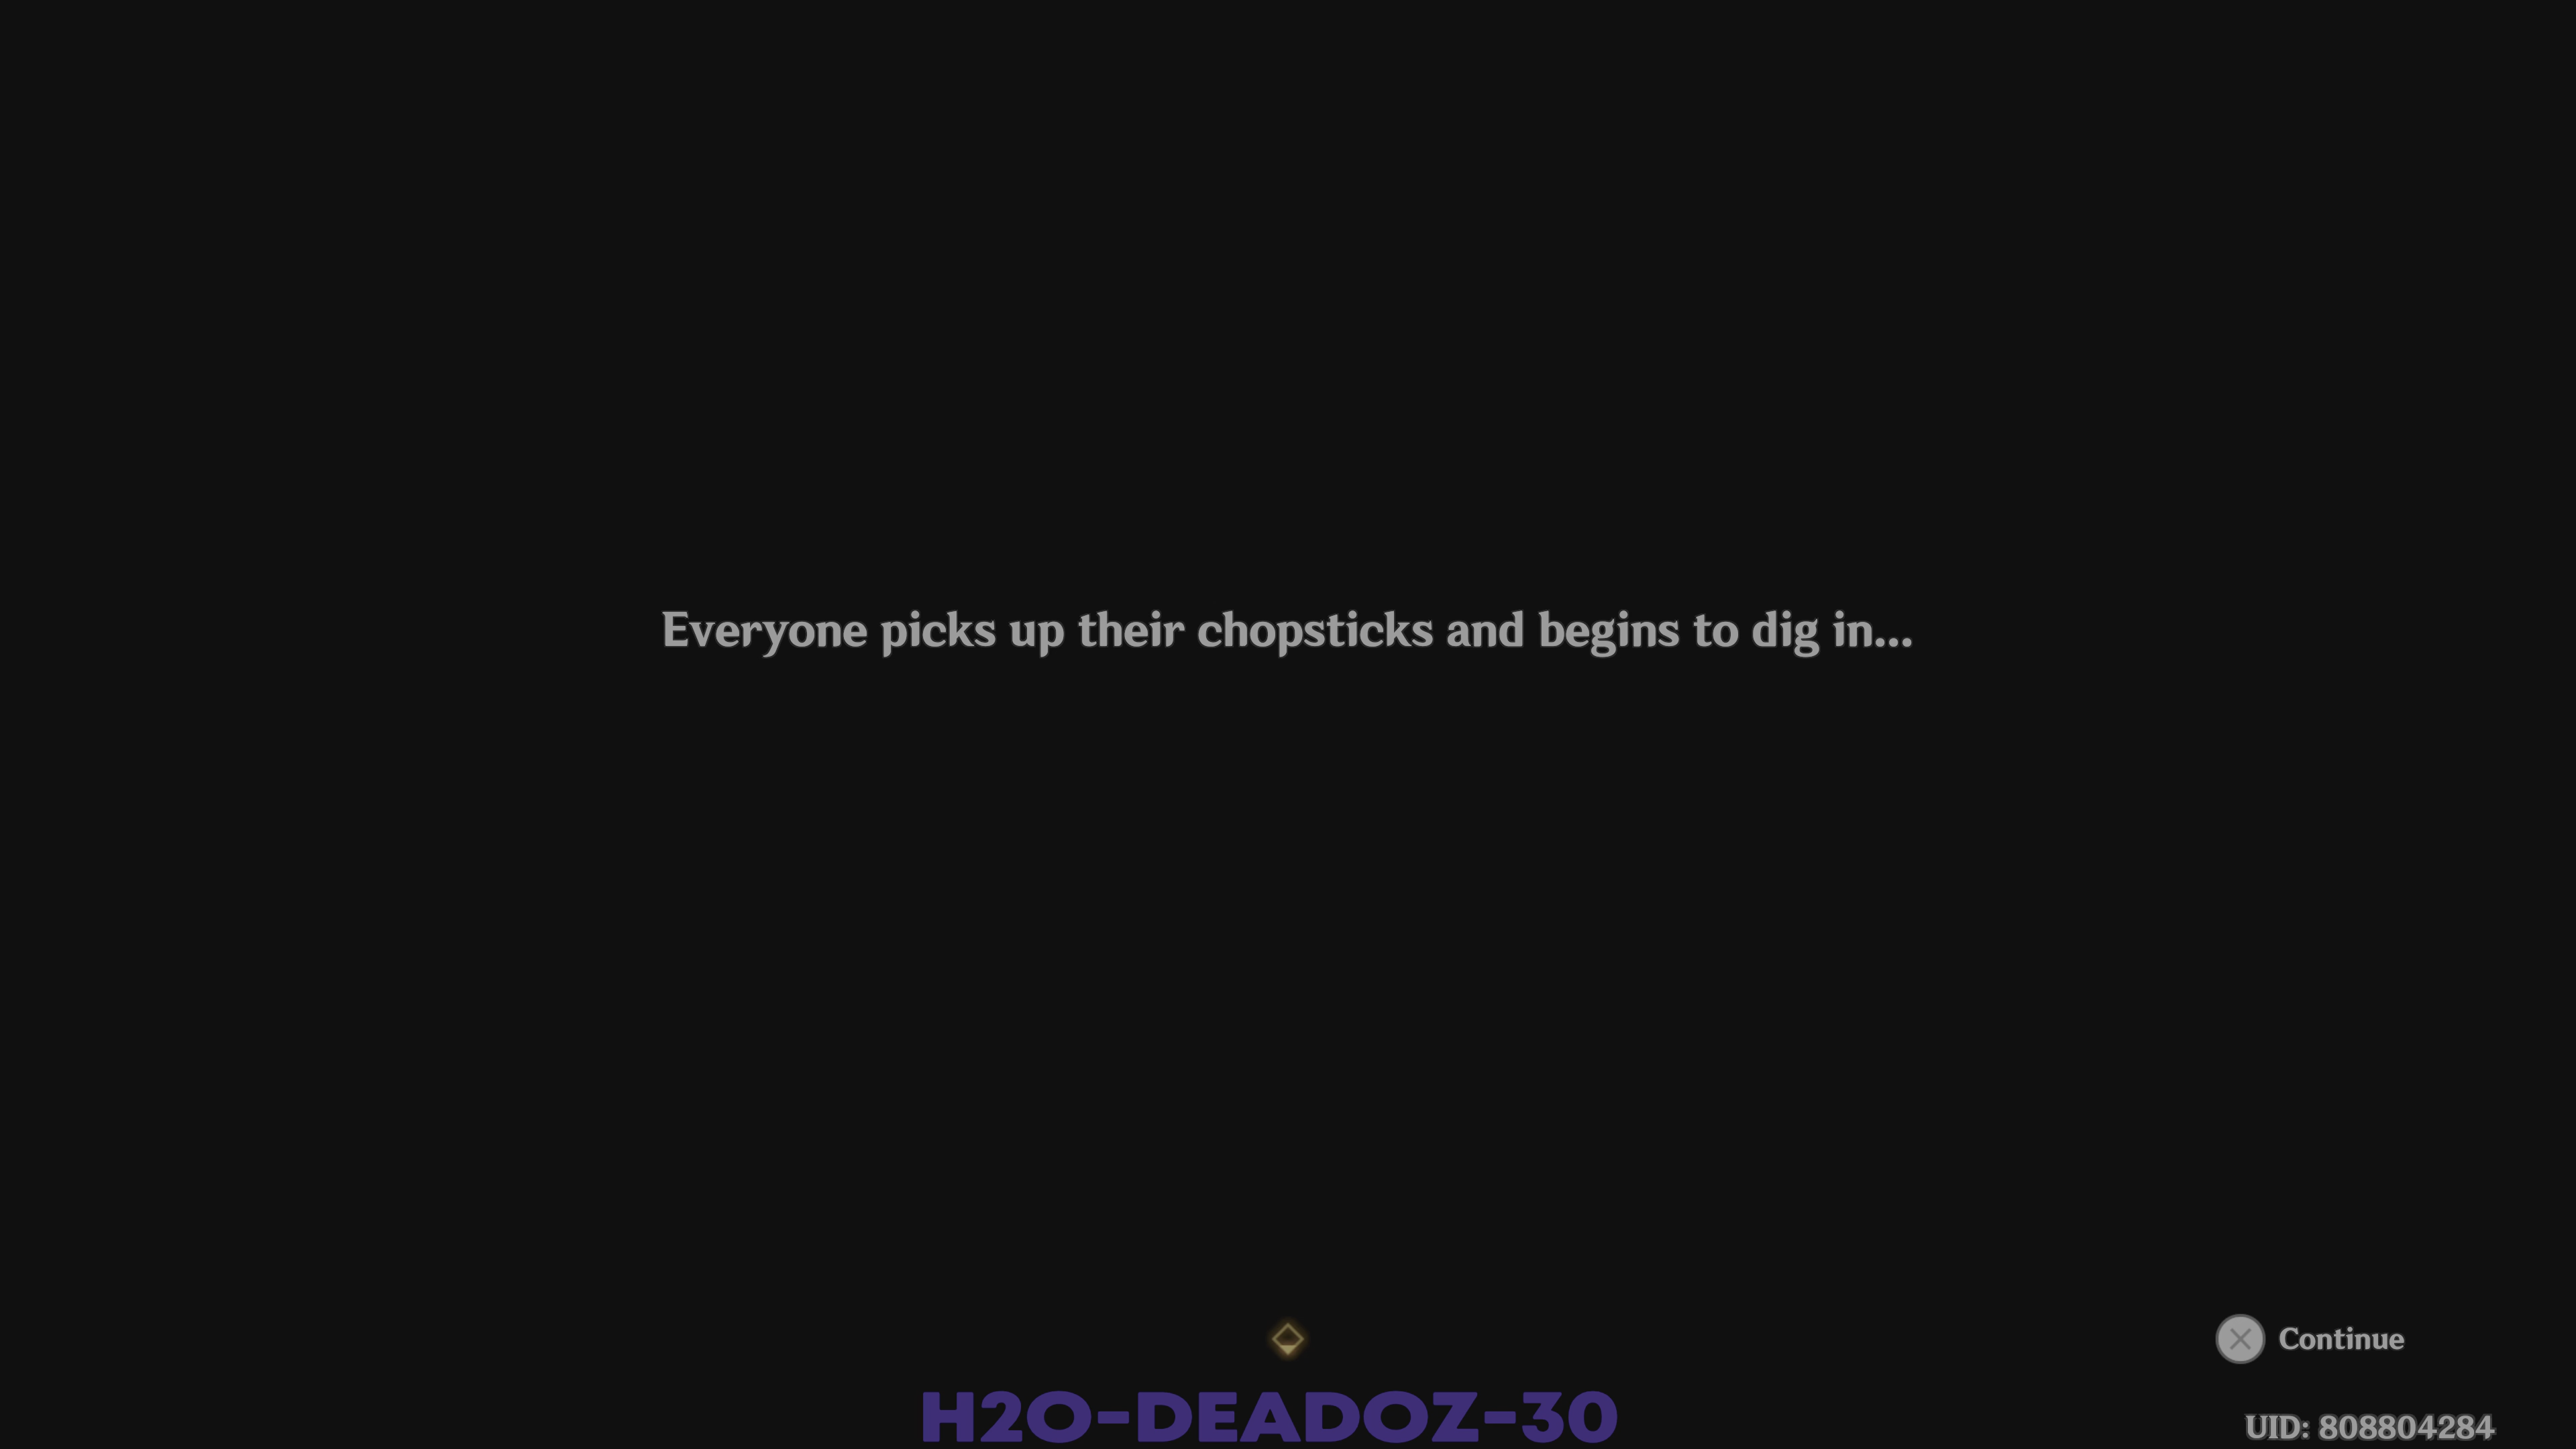 Everyone picks up their chopsticks and begins to dig in...
Continue
H2O-DEADOZ-30
UID: 808804284